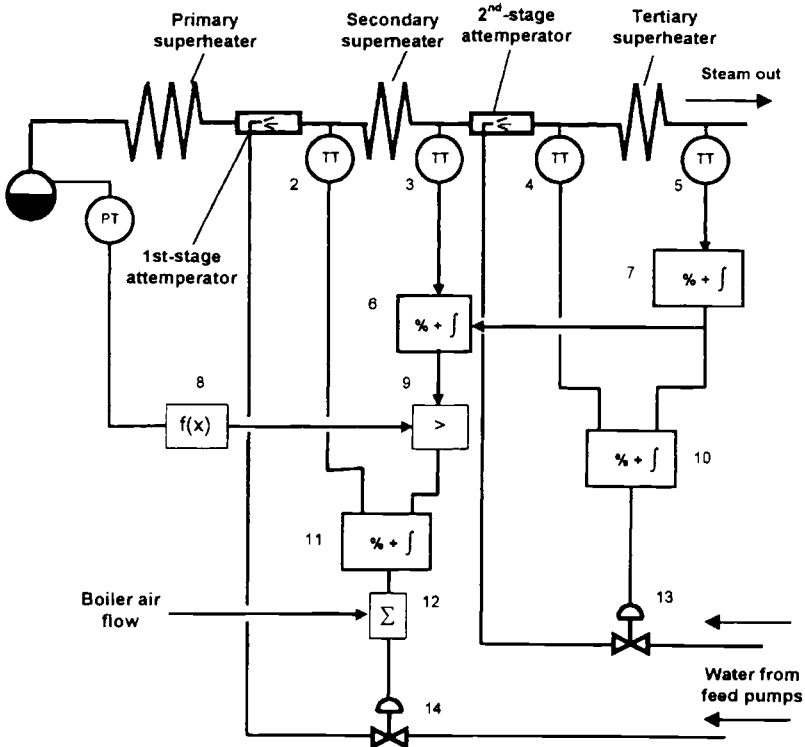 Primary
superheater
Secondary
superheater
2nd-stage
attemperator
Tertiary
superheater
Steam out
TT
TT
TT
TT
2
3
4
5
PT
1st-stage
attemperator
7
% + ∫
6
% + ∫
8
9
f(x)
>
% + ∫
10
11
% + ∫
Boiler air
flow
12
Σ
13
Water from
feed pumps
14